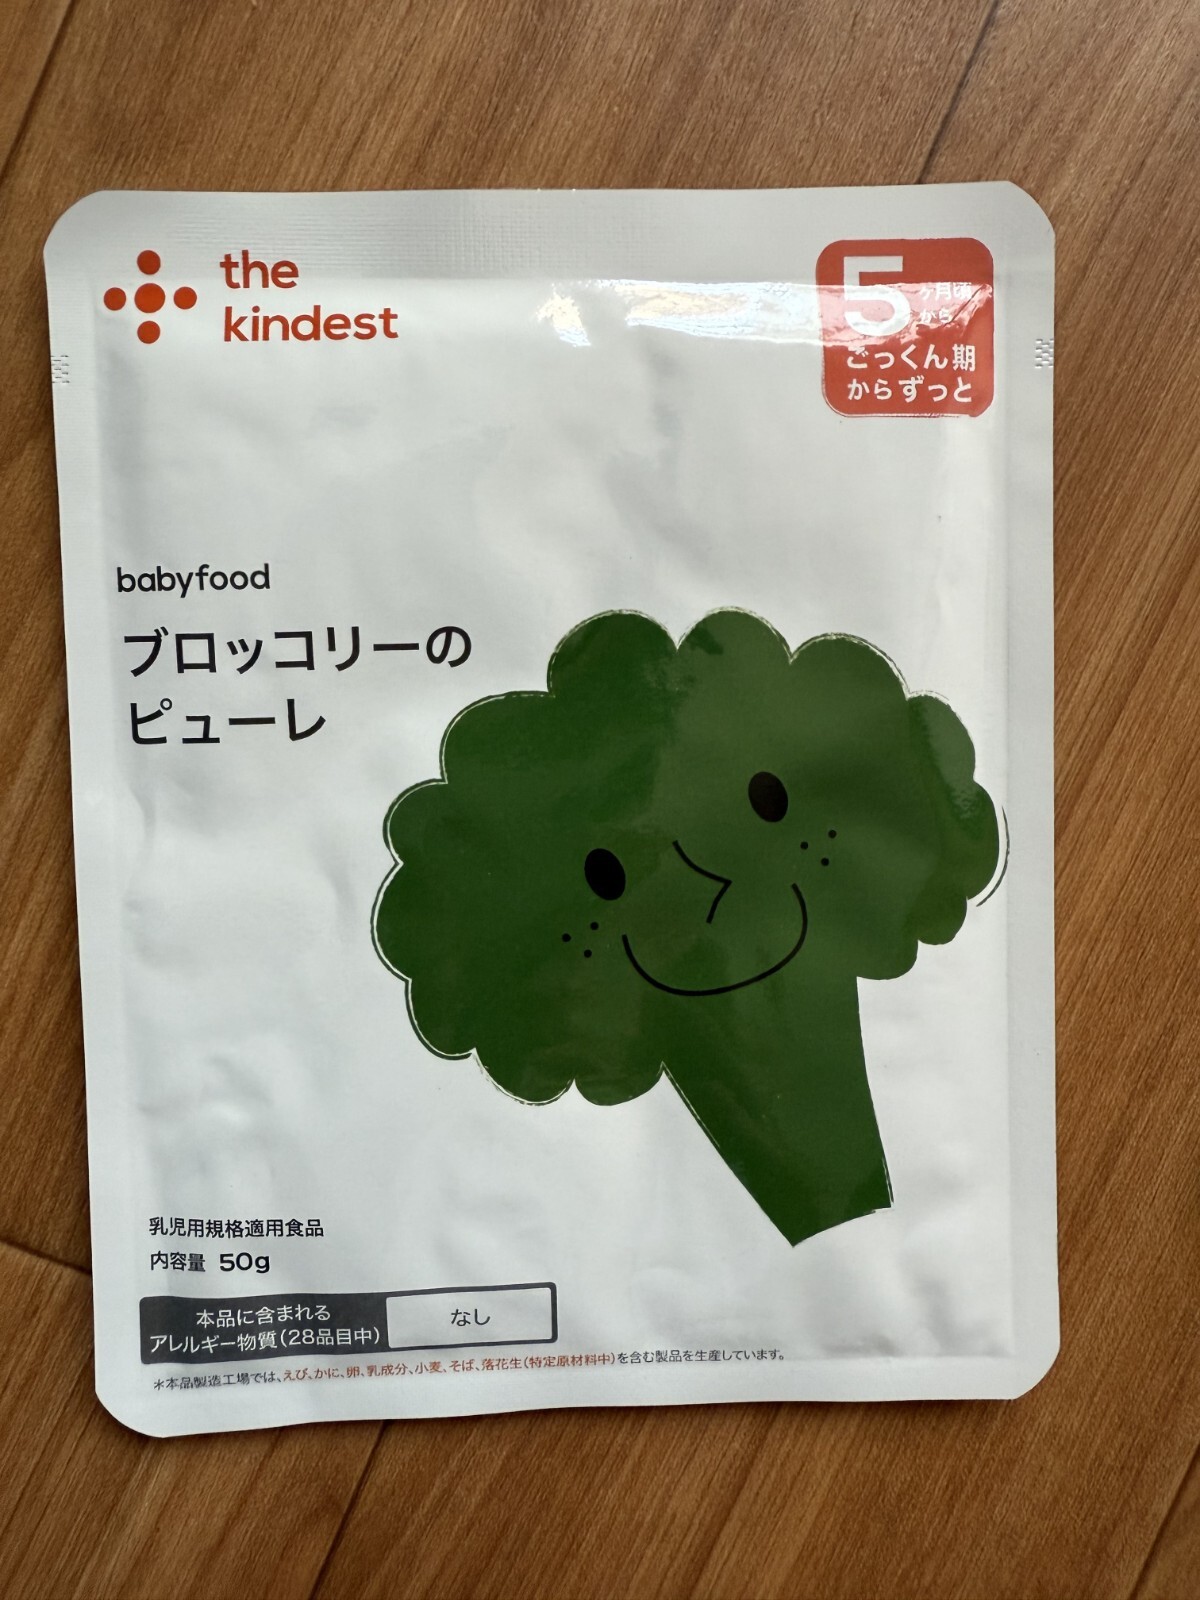 the
kindest
5ヶ月頃
から
ごっくん期
からずっと
babyfood
ブロッコリーの
ピューレ
乳児用規格適用食品
内容量 50g
本品に含まれる
アレルギー物質(28品目中)
なし
*本品製造工場では、えび、かに、卵、乳成分、小麦、そば、落花生(特定原材料中)を含む製品を生産しています。